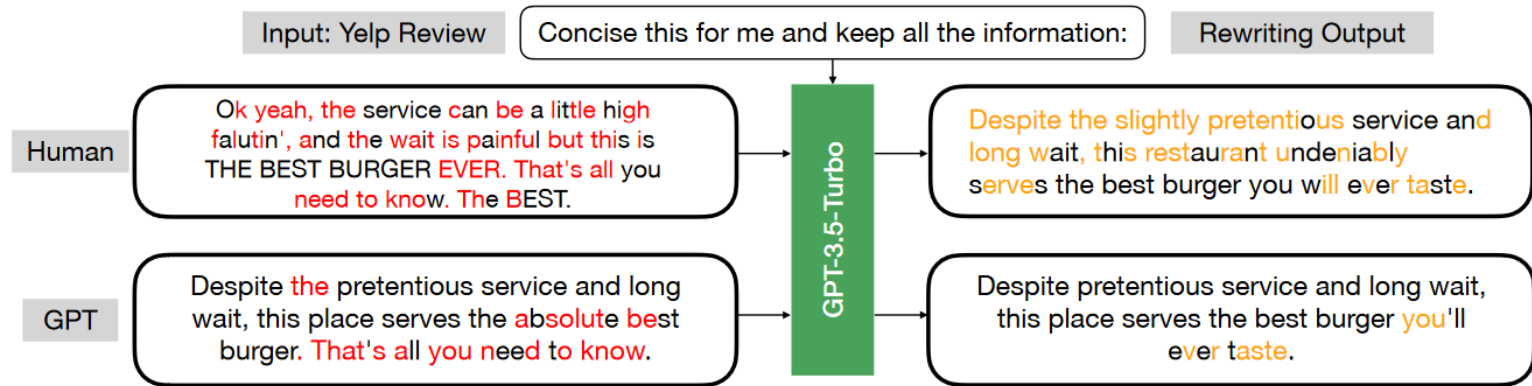 Input: Yelp Review
Concise this for me and keep all the information:
Rewriting Output
Human
Ok yeah, the service can be a little high
falutin', and the wait is painful but this is
THE BEST BURGER EVER. That's all you
need to know. The BEST.
GPT-3.5-Turbo
Despite the slightly pretentious service and
long wait, this restaurant undeniably
serves the best burger you will ever taste.
GPT
Despite the pretentious service and long
wait, this place serves the absolute best
burger. That's all you need to know.
Despite pretentious service and long wait,
this place serves the best burger you'll
ever taste.